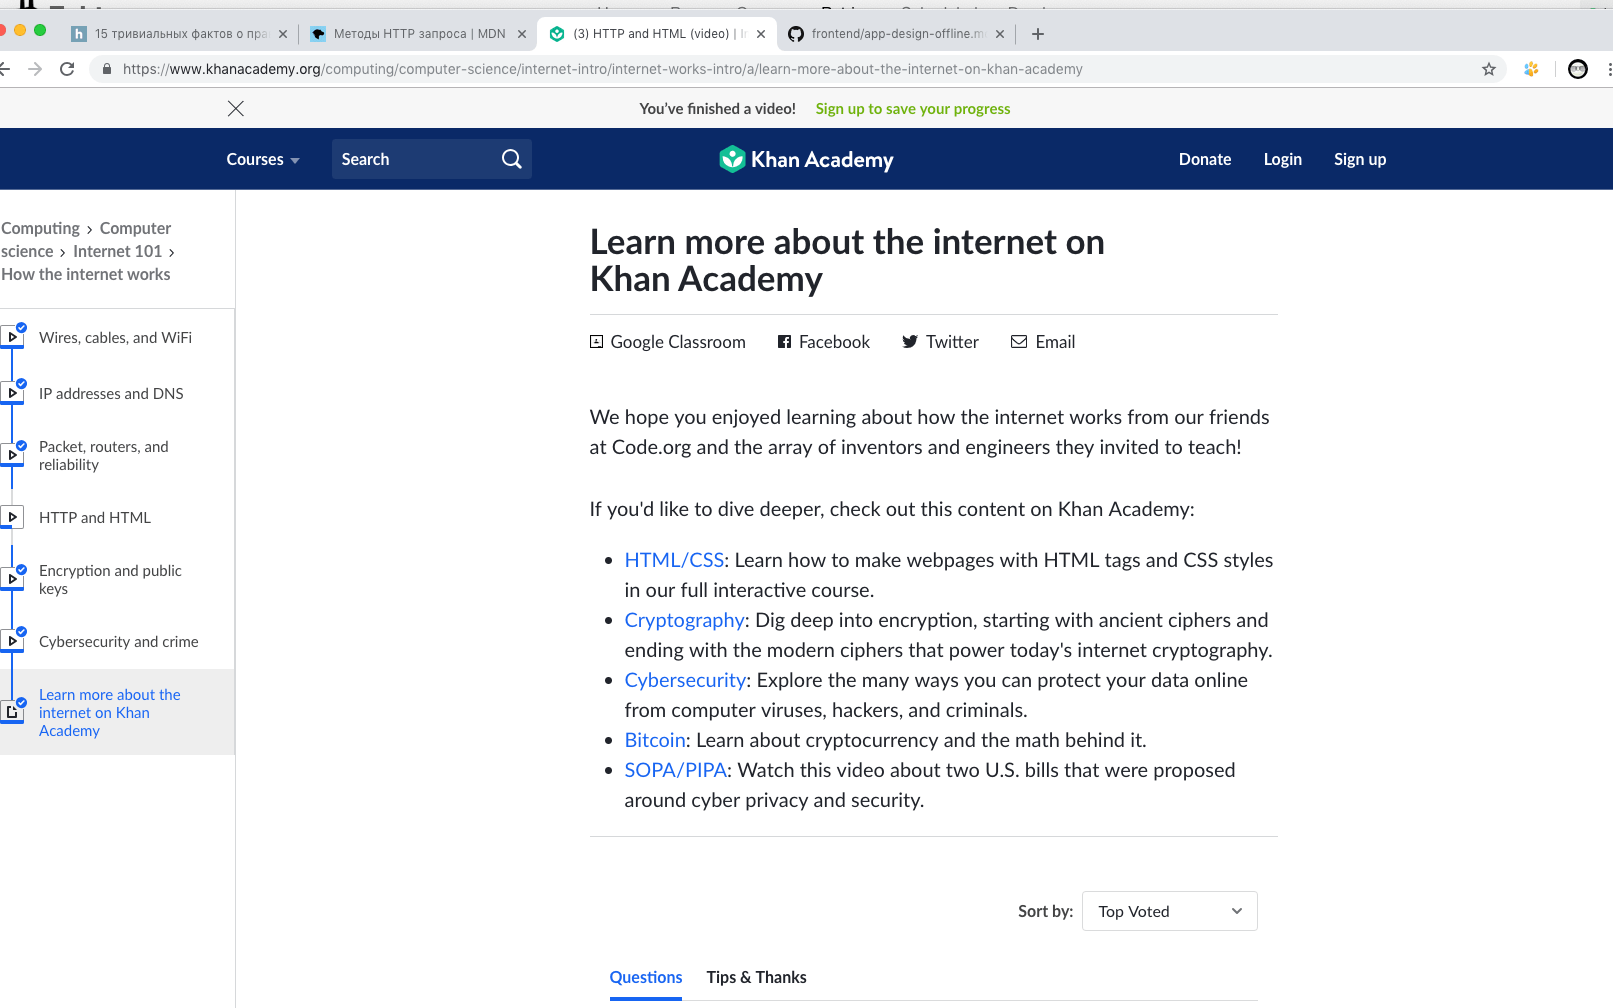 15 тривиальных фактов о пра
Методы HTTP запроса | MDN
(3) HTTP and HTML (video) | In
frontend/app-design-offline.m
https://www.khanacademy.org/computing/computer-science/internet-intro/internet-works-intro/a/learn-more-about-the-internet-on-khan-academy
You’ve finished a video! Sign up to save your progress
Courses Search Khan Academy Donate Login Sign up
Computing › Computer
science › Internet 101 ›
How the internet works
Wires, cables, and WiFi
IP addresses and DNS
Packet, routers, and
reliability
HTTP and HTML
Encryption and public
keys
Cybersecurity and crime
Learn more about the
internet on Khan
Academy
Learn more about the internet on
Khan Academy
Google Classroom Facebook Twitter Email
We hope you enjoyed learning about how the internet works from our friends
at Code.org and the array of inventors and engineers they invited to teach!
If you'd like to dive deeper, check out this content on Khan Academy:
• HTML/CSS: Learn how to make webpages with HTML tags and CSS styles
in our full interactive course.
• Cryptography: Dig deep into encryption, starting with ancient ciphers and
ending with the modern ciphers that power today's internet cryptography.
• Cybersecurity: Explore the many ways you can protect your data online
from computer viruses, hackers, and criminals.
• Bitcoin: Learn about cryptocurrency and the math behind it.
• SOPA/PIPA: Watch this video about two U.S. bills that were proposed
around cyber privacy and security.
Sort by: Top Voted
Questions Tips & Thanks